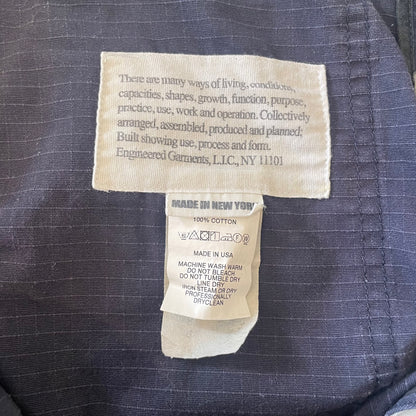 There are many ways of living, conditions,
capacities, shapes, growth, function, purpose,
practice, use, work and operation. Collectively
arranged, assembled, produced and planned;
Built showing use, process and form.
Engineered Garments, L.I.C., NY 11101
MADE IN NEW YORK
100% COTTON
MADE IN USA
MACHINE WASH WARM
DO NOT BLEACH
DO NOT TUMBLE DRY
LINE DRY
IRON STEAM OR DRY
PROFESSIONALLY
DRYCLEAN